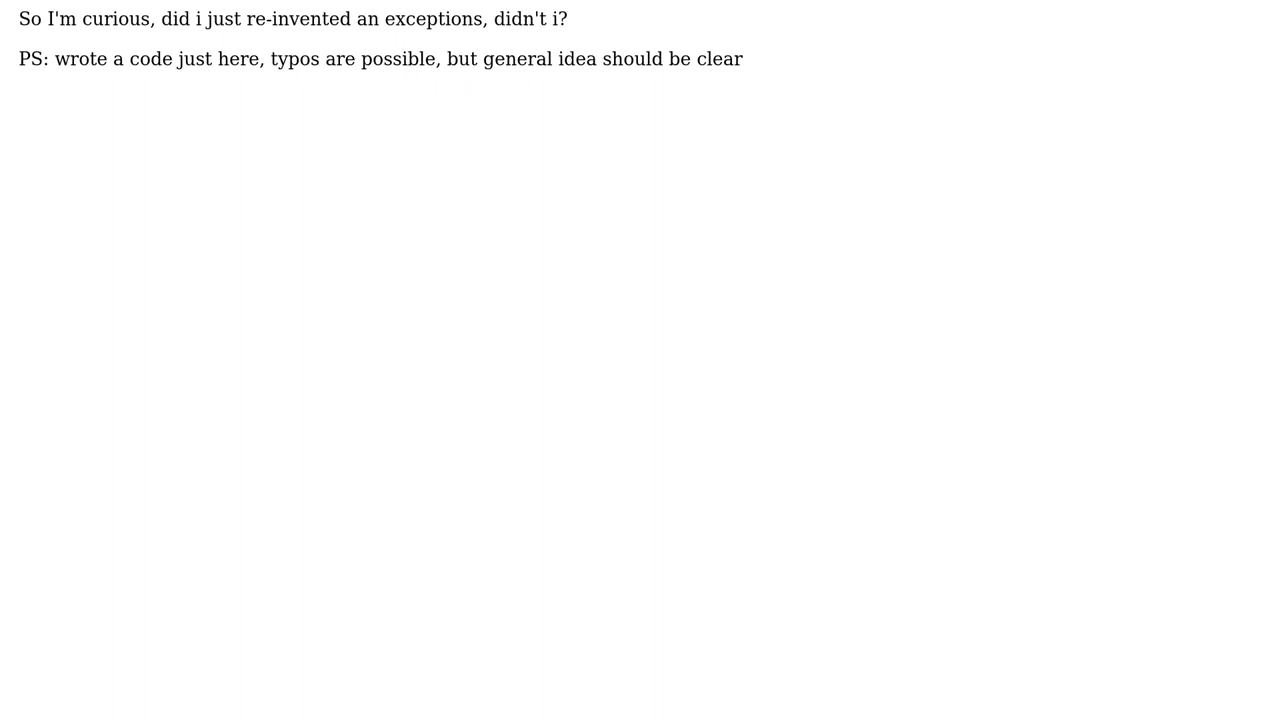 So I'm curious, did i just re-invented an exceptions, didn't i?
PS: wrote a code just here, typos are possible, but general idea should be clear